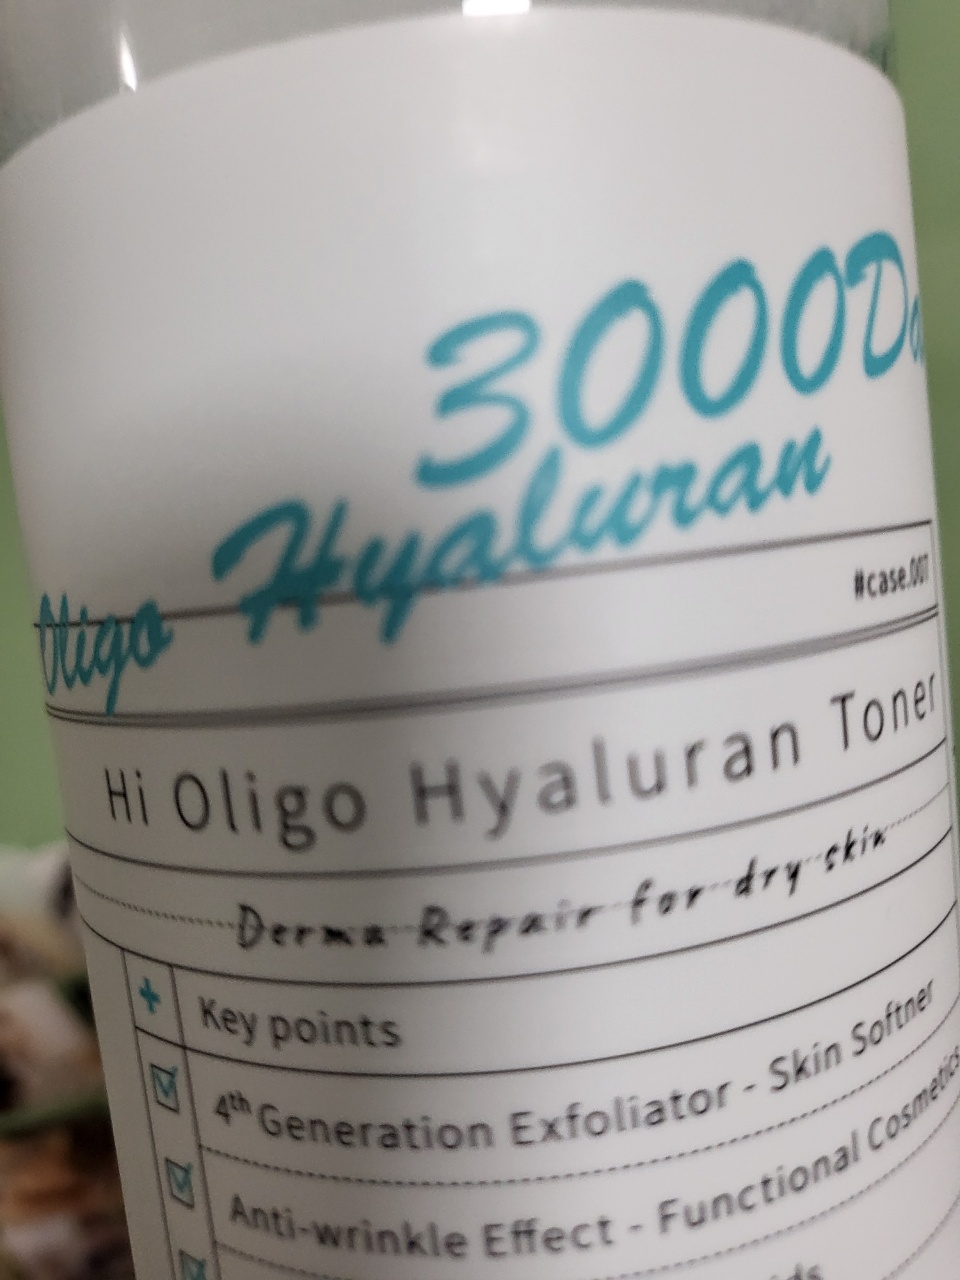 3000Da
Oligo Hyaluran
#case.007
Hi Oligo Hyaluran Toner
Derma Repair for dry skin
+ Key points
4th Generation Exfoliator - Skin Softner
Anti-wrinkle Effect - Functional Cosmetics